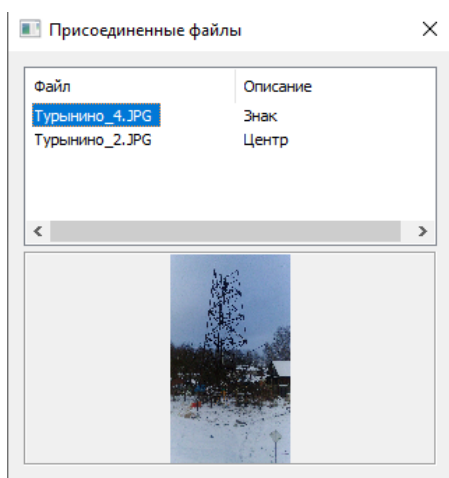 Присоединенные файлы
Файл Описание
Турынино_4.JPG Знак
Турынино_2.JPG Центр